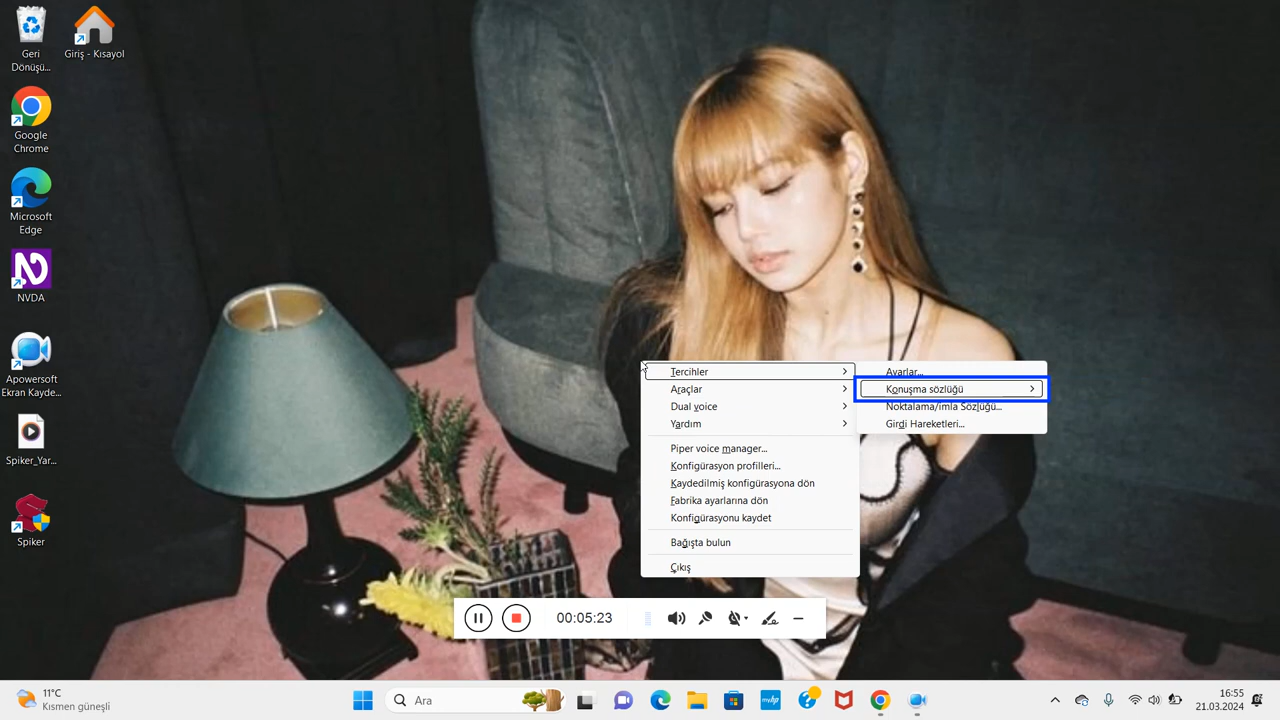 Geri
Dönüşü...
Giriş - Kısayol
Google
Chrome
Microsoft
Edge
NVDA
Apowersoft
Ekran Kayde...
Spiker_Yar...
Spiker
Tercihler
Araçlar
Dual voice
Yardım
Piper voice manager...
Konfigürasyon profilleri...
Kaydedilmiş konfigürasyona dön
Fabrika ayarlarına dön
Konfigürasyonu kaydet
Bağışta bulun
Çıkış
Ayarlar...
Konuşma sözlüğü
Noktalama/imla Sözlüğü...
Girdi Hareketleri...
00:05:23
11°C
Kısmen güneşli
Ara
myhp
16:55
21.03.2024